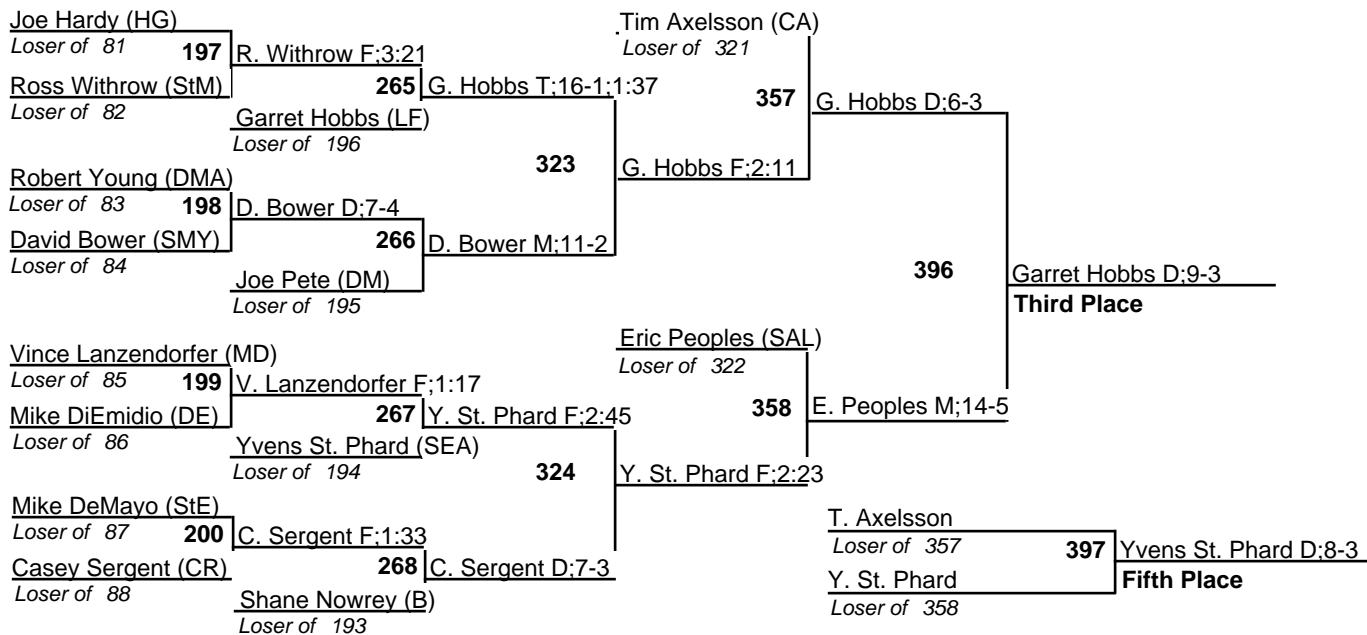 Joe Hardy (HG)
Loser of 81
197
R. Withrow F;3:21
Ross Withrow (StM)
Loser of 82
265
G. Hobbs T;16-1;1:37
Garret Hobbs (LF)
Loser of 196
Tim Axelsson (CA)
Loser of 321
357
G. Hobbs D;6-3
323
G. Hobbs F;2:11
Robert Young (DMA)
Loser of 83
198
D. Bower D;7-4
David Bower (SMY)
Loser of 84
266
D. Bower M;11-2
Joe Pete (DM)
Loser of 195
396
Garret Hobbs D;9-3
Third Place
Vince Lanzendorfer (MD)
Loser of 85
199
V. Lanzendorfer F;1:17
Mike DiEmidio (DE)
Loser of 86
267
Y. St. Phard F;2:45
Yvens St. Phard (SEA)
Loser of 194
Eric Peoples (SAL)
Loser of 322
358
E. Peoples M;14-5
324
Y. St. Phard F;2:23
Mike DeMayo (StE)
Loser of 87
200
C. Sergent F;1:33
Casey Sergent (CR)
Loser of 88
268
C. Sergent D;7-3
Shane Nowrey (B)
Loser of 193
T. Axelsson
Loser of 357
397
Yvens St. Phard D;8-3
Y. St. Phard
Fifth Place
Loser of 358